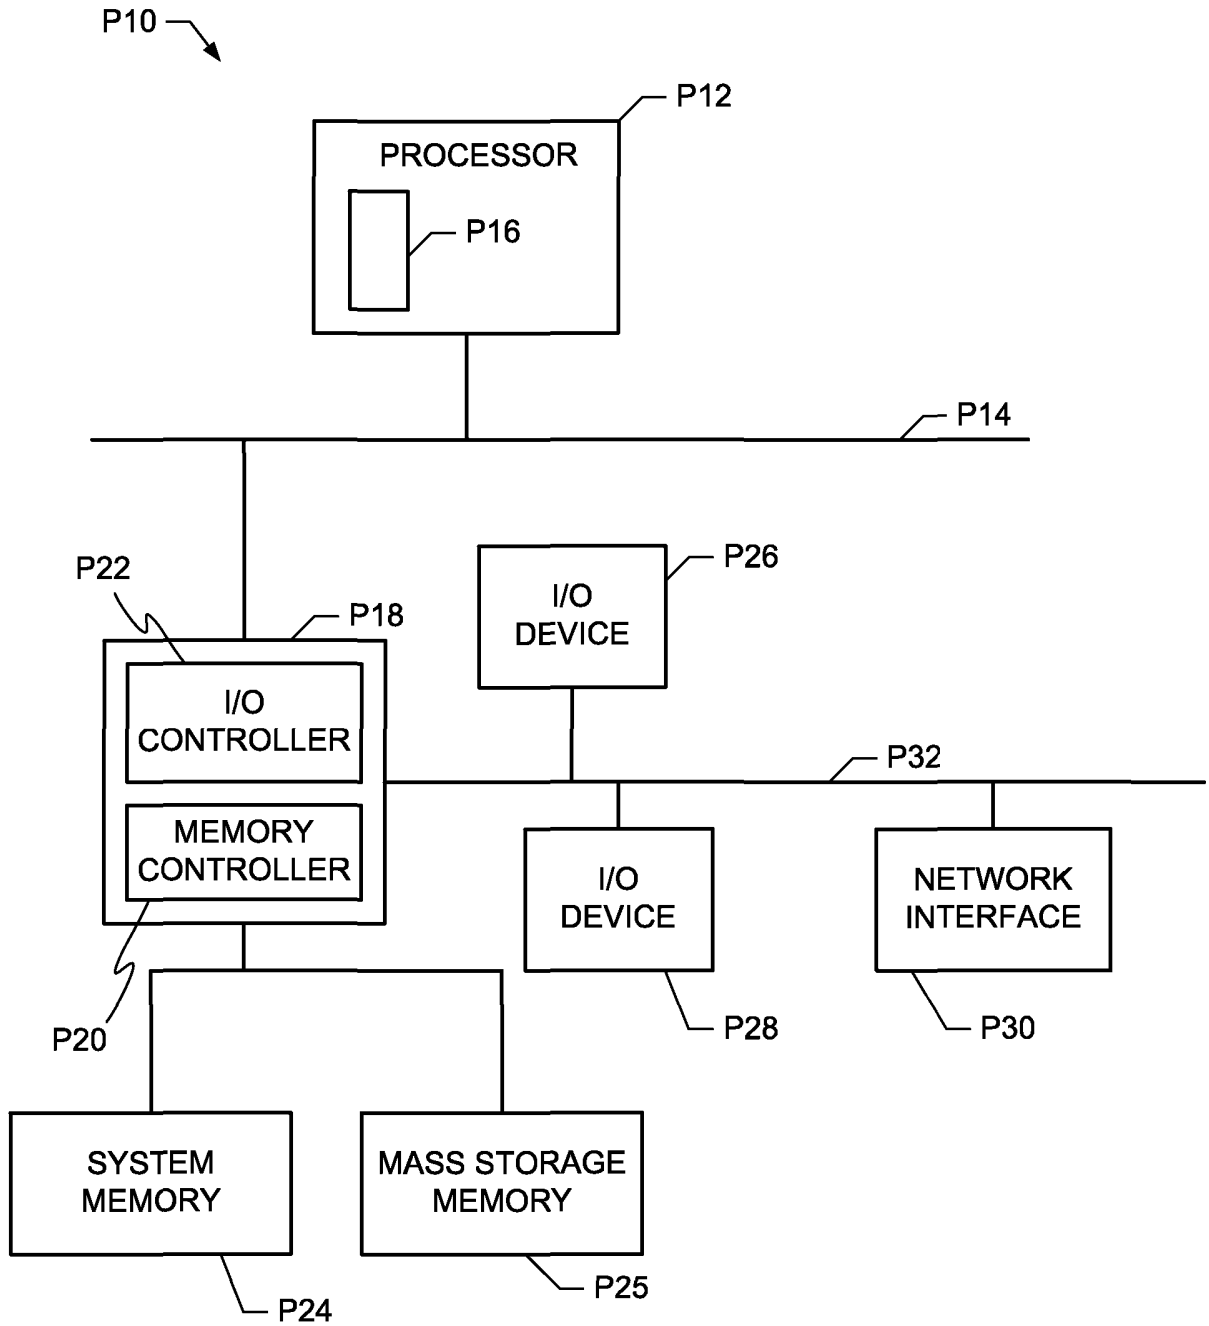 P10
P12
PROCESSOR
P16
P14
P22
P18
P26
I/O
DEVICE
I/O
CONTROLLER
P32
MEMORY
CONTROLLER
I/O
DEVICE
NETWORK
INTERFACE
P20
P28
P30
SYSTEM
MEMORY
MASS STORAGE
MEMORY
P24
P25